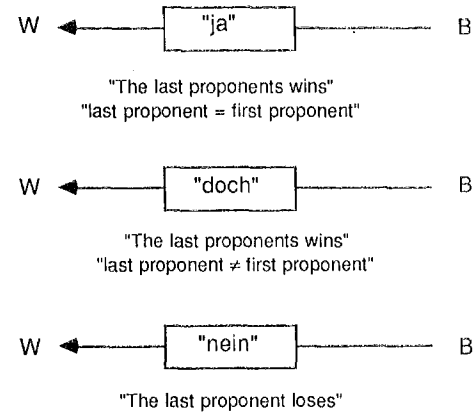 W "ja" B
"The last proponents wins"
"last proponent = first proponent"
W "doch" B
"The last proponents wins"
"last proponent ≠ first proponent"
W "nein" B
"The last proponent loses"